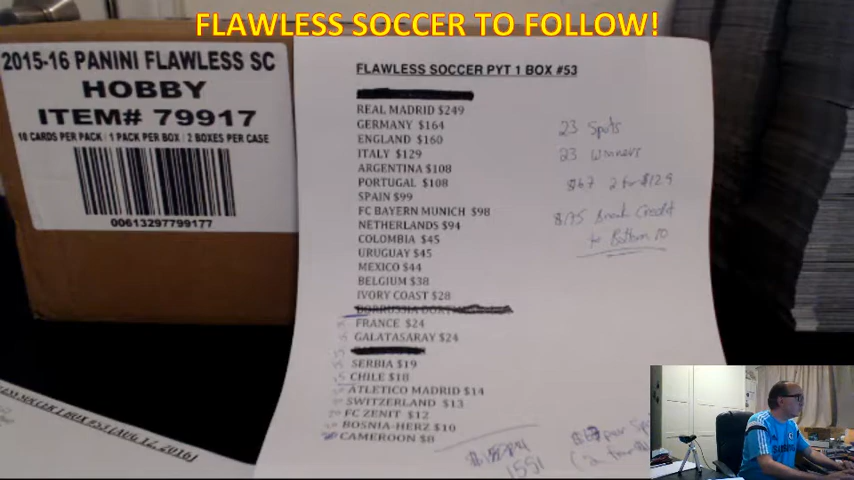 FLAWLESS SOCCER TO FOLLOW!
2015-16 PANINI FLAWLESS SC
HOBBY
ITEM# 79917
10 CARDS PER PACK / 1 PACK PER BOX / 2 BOXES PER CASE
00613297799177
FLAWLESS SOCCER PYT 1 BOX #53
REAL MADRID $249
GERMANY $164
ENGLAND $160
ITALY $129
ARGENTINA $108
PORTUGAL $108
SPAIN $99
FC BAYERN MUNICH $98
NETHERLANDS $94
COLOMBIA $45
URUGUAY $45
MEXICO $44
BELGIUM $38
IVORY COAST $28
FRANCE $24
GALATASARAY $24
SERBIA $19
CHILE $18
ATLETICO MADRID $14
SWITZERLAND $13
FC ZENIT $12
BOSNIA-HERZ $10
CAMEROON $8
1551
23 Spots
23 Winners
$67 2 for $129
$175 Break Credit
to Bottom 10
per